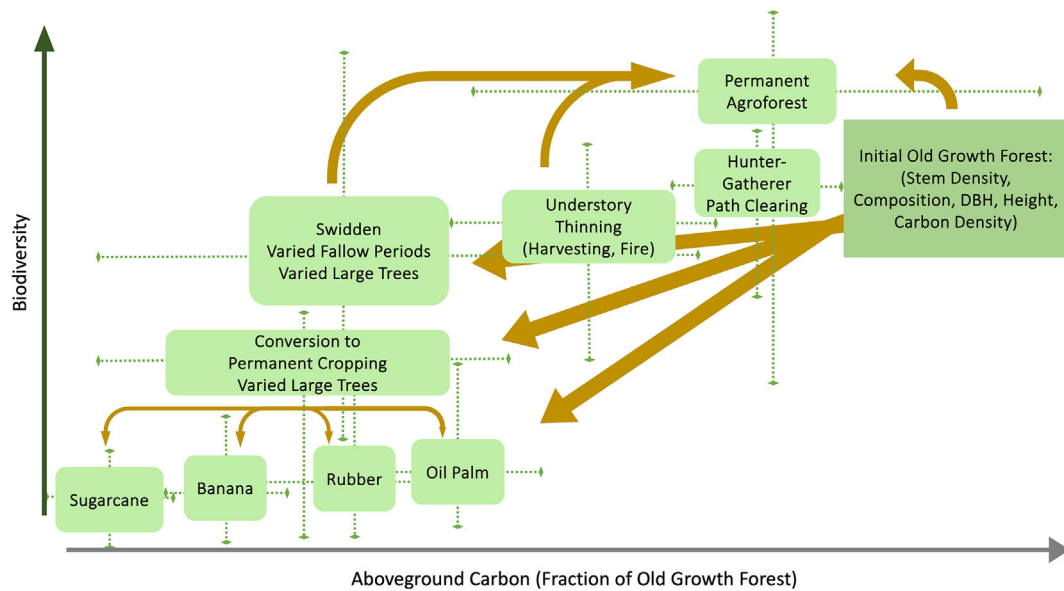 Biodiversity
Permanent
Agroforest
Hunter-
Gatherer
Path Clearing
Initial Old Growth Forest:
(Stem Density,
Composition, DBH, Height,
Carbon Density)
Understory
Thinning
(Harvesting, Fire)
Swidden
Varied Fallow Periods
Varied Large Trees
Conversion to
Permanent Cropping
Varied Large Trees
Sugarcane
Banana
Rubber
Oil Palm
Aboveground Carbon (Fraction of Old Growth Forest)